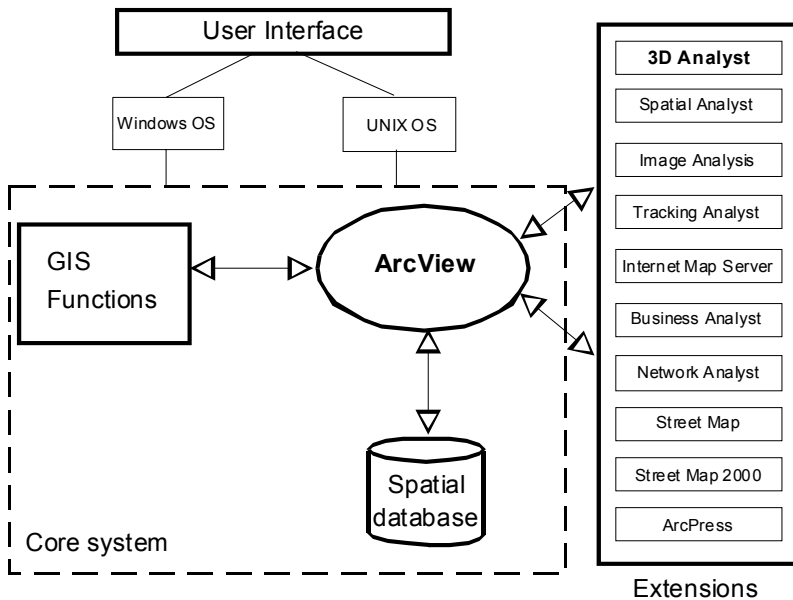 User Interface
Windows OS
UNIX OS
GIS
Functions
ArcView
Spatial
database
Core system
3D Analyst
Spatial Analyst
Image Analysis
Tracking Analyst
Internet Map Server
Business Analyst
Network Analyst
Street Map
Street Map 2000
ArcPress
Extensions